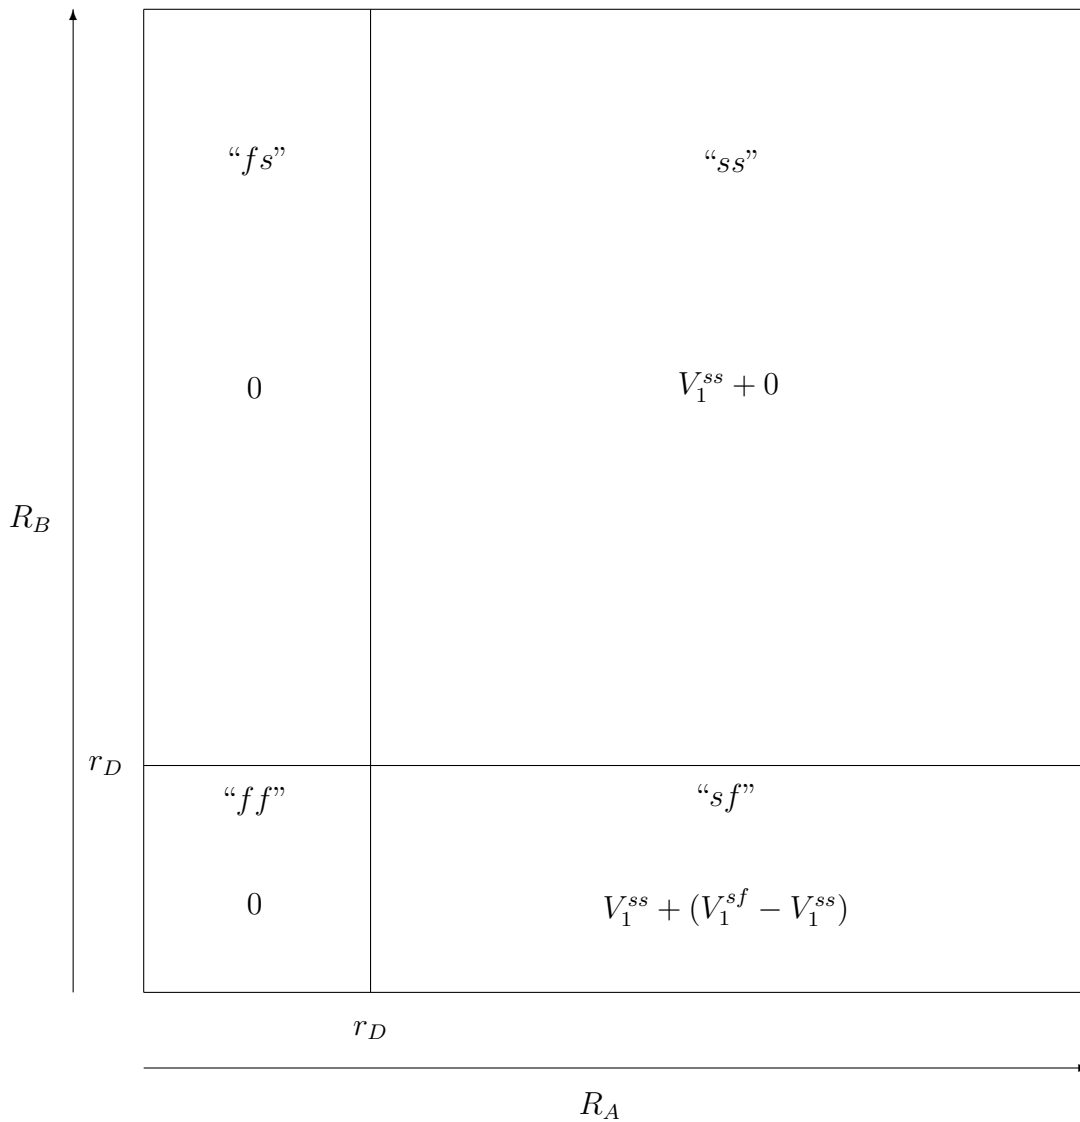 “fs” “ss”
0 V_1^{ss} + 0
R_B
r_D
“ff” “sf”
0 V_1^{ss} + (V_1^{sf} − V_1^{ss})
r_D
R_A